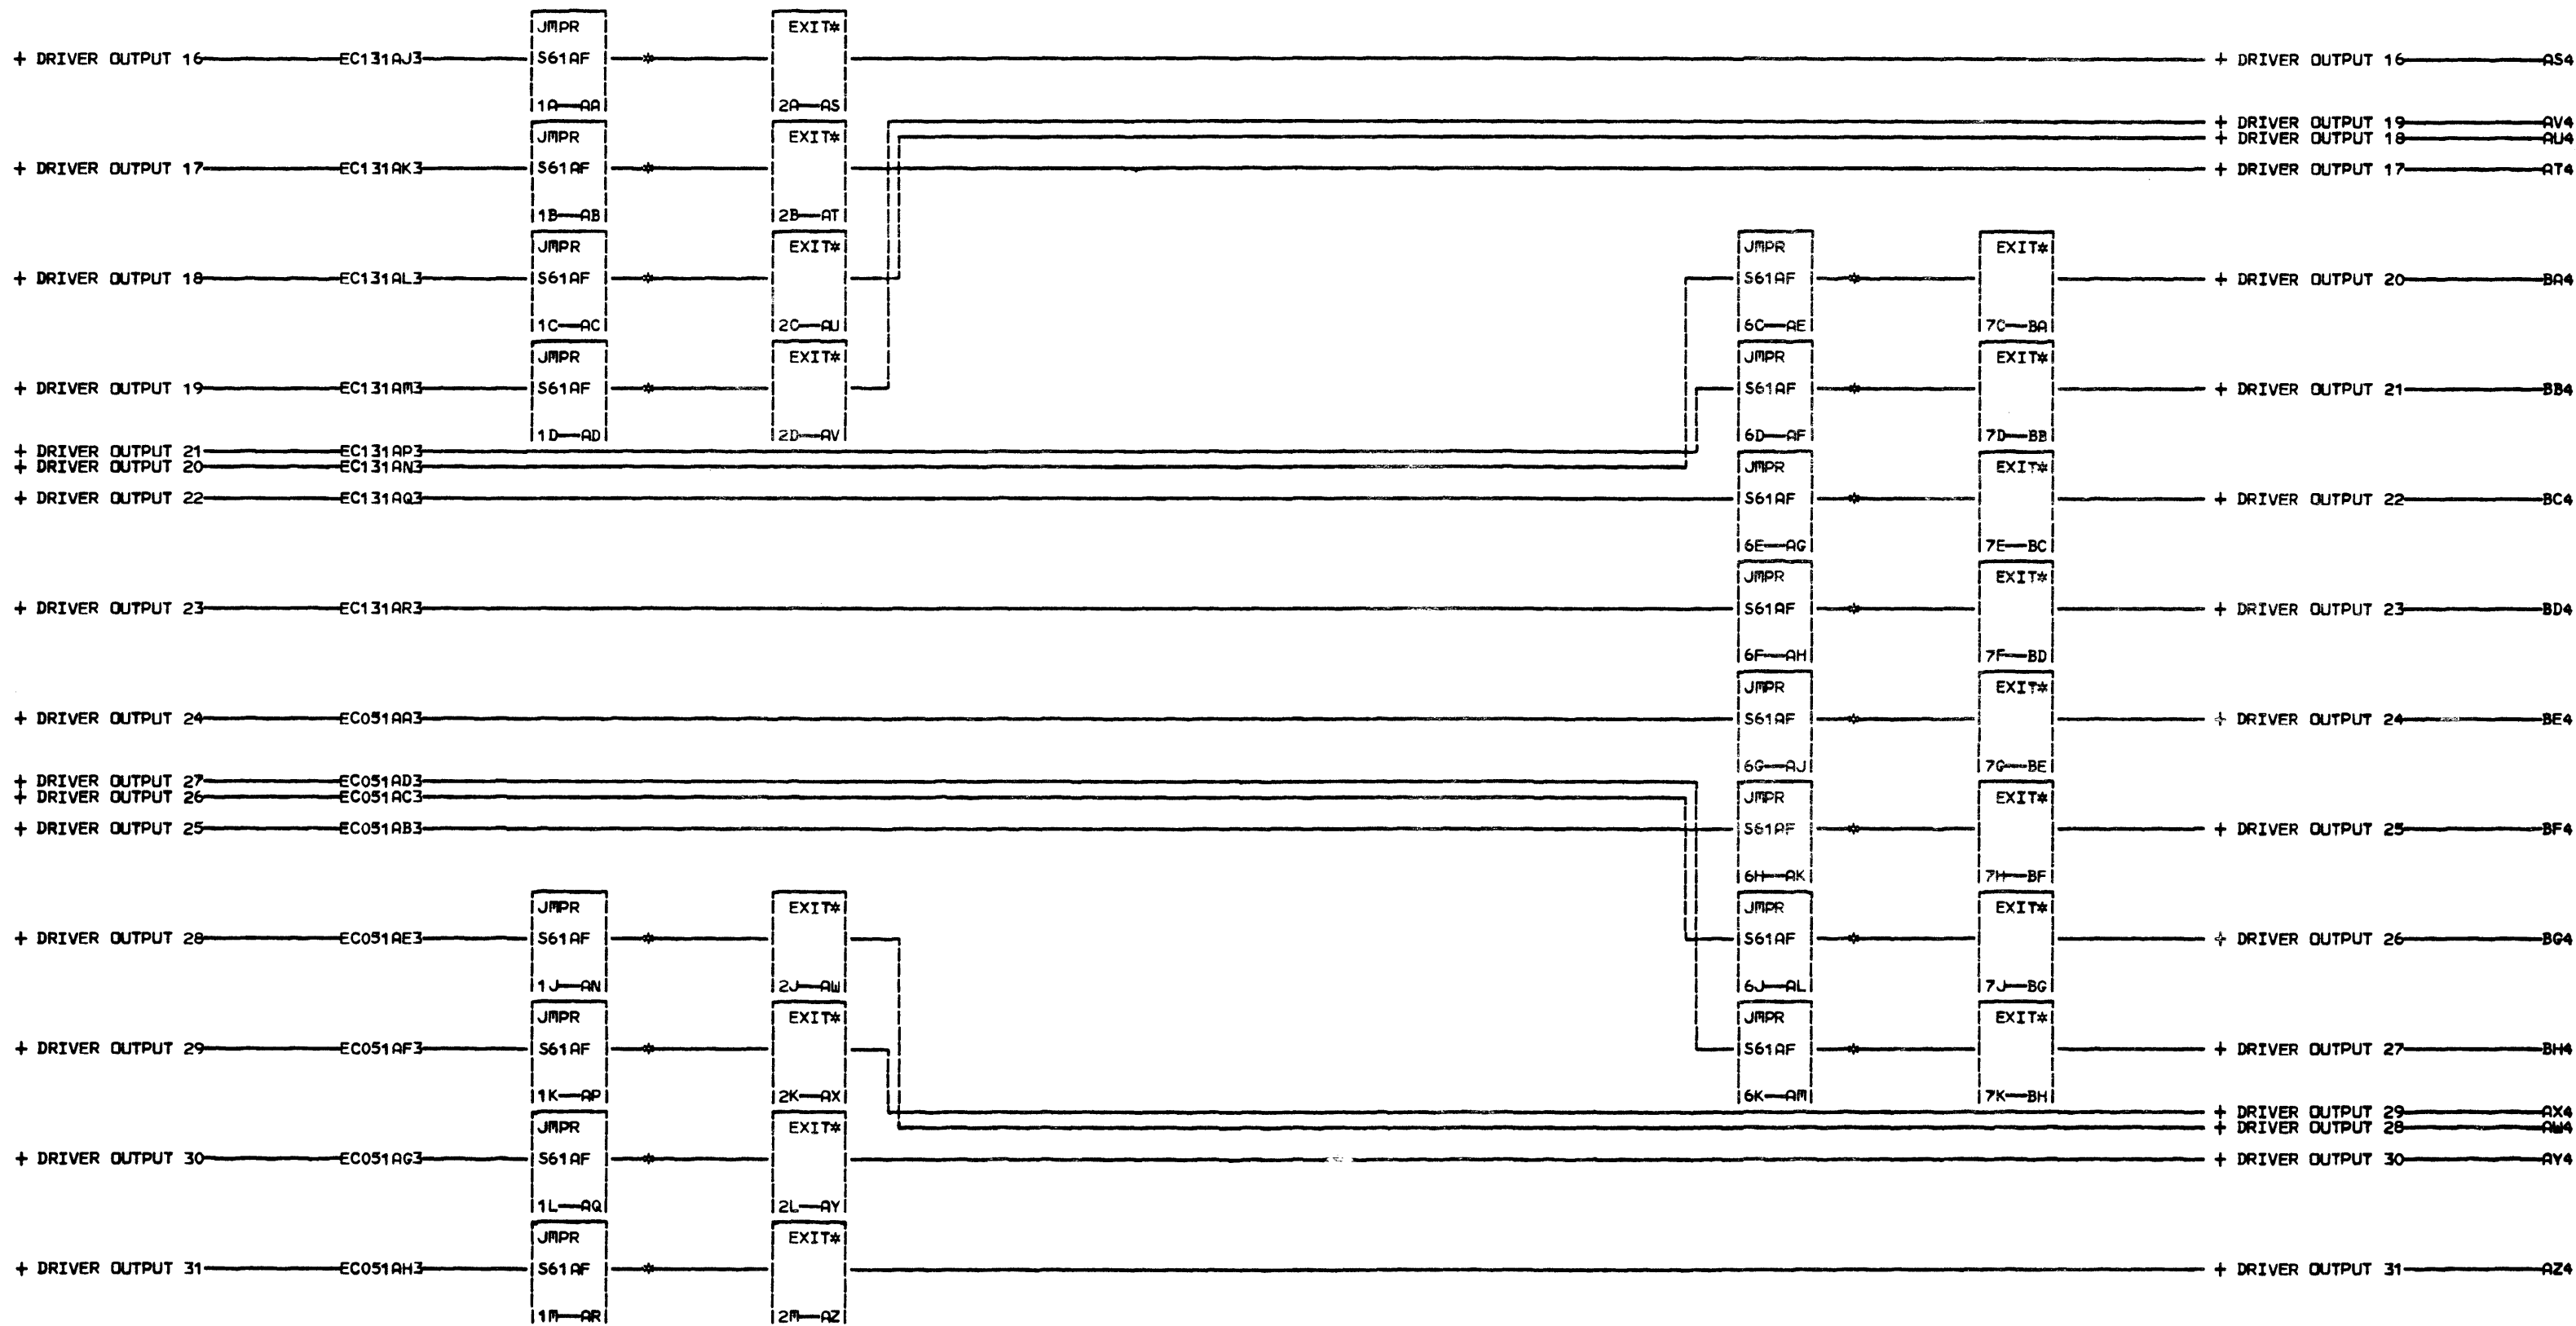 JMPR EXIT*
+ DRIVER OUTPUT 16 EC131AJ3 S61AF * + DRIVER OUTPUT 16 AS4
1A AA 2A AS
JMPR EXIT* + DRIVER OUTPUT 19 AV4
+ DRIVER OUTPUT 18 AU4
+ DRIVER OUTPUT 17 EC131AK3 S61AF * + DRIVER OUTPUT 17 AT4
1B AB 2B AT
JMPR EXIT* JMPR EXIT*
+ DRIVER OUTPUT 18 EC131AL3 S61AF * S61AF * + DRIVER OUTPUT 20 BA4
1C AC 2C AU 6C AE 7C BA
JMPR EXIT* JMPR EXIT*
+ DRIVER OUTPUT 19 EC131AM3 S61AF * S61AF * + DRIVER OUTPUT 21 BB4
1D AD 2D AV 6D AF 7D BB
+ DRIVER OUTPUT 21 EC131AP3
+ DRIVER OUTPUT 20 EC131AN3 JMPR EXIT*
+ DRIVER OUTPUT 22 EC131AQ3 S61AF * + DRIVER OUTPUT 22 BC4
6E AG 7E BC
JMPR EXIT*
+ DRIVER OUTPUT 23 EC131AR3 S61AF * + DRIVER OUTPUT 23 BD4
6F AH 7F BD
JMPR EXIT*
+ DRIVER OUTPUT 24 EC051AA3 S61AF * + DRIVER OUTPUT 24 BE4
6G AJ 7G BE
+ DRIVER OUTPUT 27 EC051AD3
+ DRIVER OUTPUT 26 EC051AC3 JMPR EXIT*
+ DRIVER OUTPUT 25 EC051AB3 S61AF * + DRIVER OUTPUT 25 BF4
6H AK 7H BF
JMPR EXIT* JMPR EXIT*
+ DRIVER OUTPUT 28 EC051AE3 S61AF * S61AF * + DRIVER OUTPUT 26 BG4
1J AN 2J AW 6J AL 7J BG
JMPR EXIT* JMPR EXIT*
+ DRIVER OUTPUT 29 EC051AF3 S61AF * S61AF * + DRIVER OUTPUT 27 BH4
1K AP 2K AX 6K AM 7K BH
+ DRIVER OUTPUT 29 AX4
JMPR EXIT* + DRIVER OUTPUT 28 AW4
+ DRIVER OUTPUT 30 EC051AG3 S61AF * + DRIVER OUTPUT 30 AY4
1L AQ 2L AY
JMPR EXIT*
+ DRIVER OUTPUT 31 EC051AH3 S61AF * + DRIVER OUTPUT 31 AZ4
1M AR 2M AZ